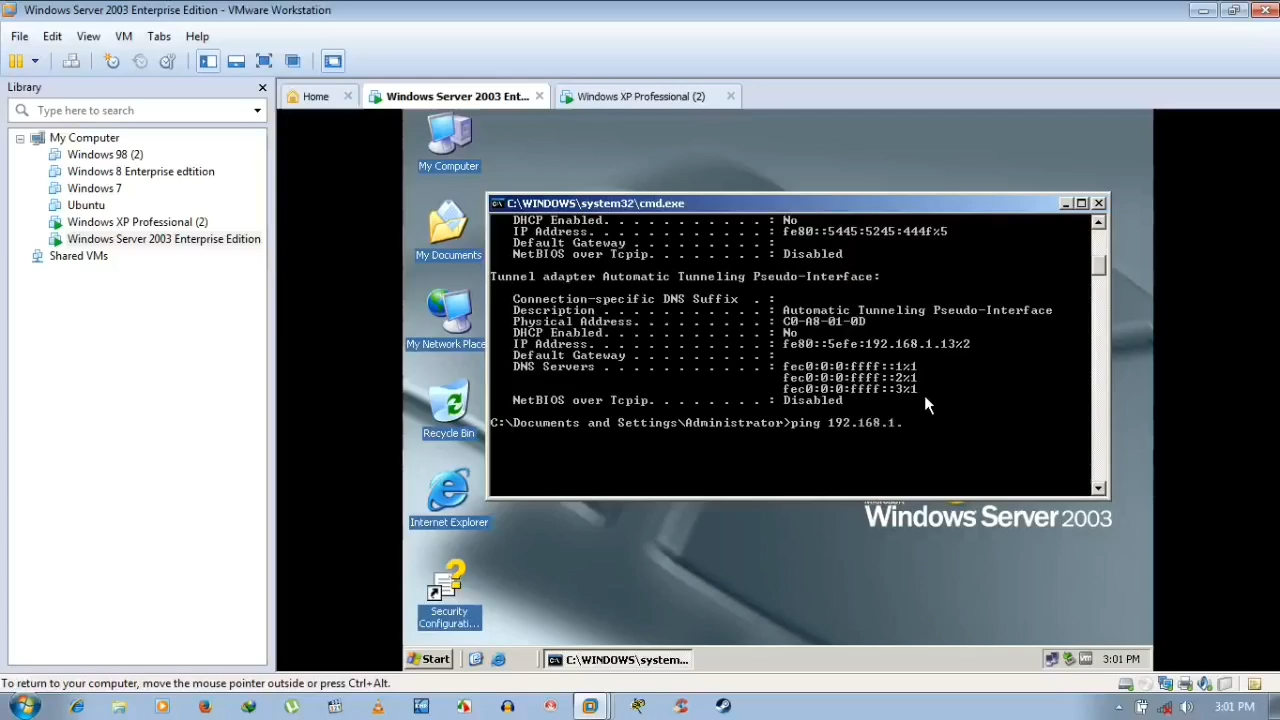 Windows Server 2003 Enterprise Edition - VMware Workstation
File Edit View VM Tabs Help
Library
Type here to search
My Computer
Windows 98 (2)
Windows 8 Enterprise edtition
Windows 7
Ubuntu
Windows XP Professional (2)
Windows Server 2003 Enterprise Edition
Shared VMs
Home
Windows Server 2003 Ent...
Windows XP Professional (2)
My Computer
My Documents
My Network Place
Recycle Bin
Internet Explorer
Security
Configurati...
C:\WINDOWS\system32\cmd.exe
DHCP Enabled. . . . . . . . . . . : No
IP Address. . . . . . . . . . . . : fe80::5445:5245:444f%5
Default Gateway . . . . . . . . . :
NetBIOS over Tcpip. . . . . . . . : Disabled
Tunnel adapter Automatic Tunneling Pseudo-Interface:
Connection-specific DNS Suffix  . :
Description . . . . . . . . . . . : Automatic Tunneling Pseudo-Interface
Physical Address. . . . . . . . . : C0-A8-01-0D
DHCP Enabled. . . . . . . . . . . : No
IP Address. . . . . . . . . . . . : fe80::5efe:192.168.1.13%2
Default Gateway . . . . . . . . . :
DNS Servers . . . . . . . . . . . : fec0:0:0:ffff::1%1
fec0:0:0:ffff::2%1
fec0:0:0:ffff::3%1
NetBIOS over Tcpip. . . . . . . . : Disabled
C:\Documents and Settings\Administrator>ping 192.168.1.
Windows Server 2003
Start
C:\WINDOWS\system...
3:01 PM
To return to your computer, move the mouse pointer outside or press Ctrl+Alt.
3:01 PM